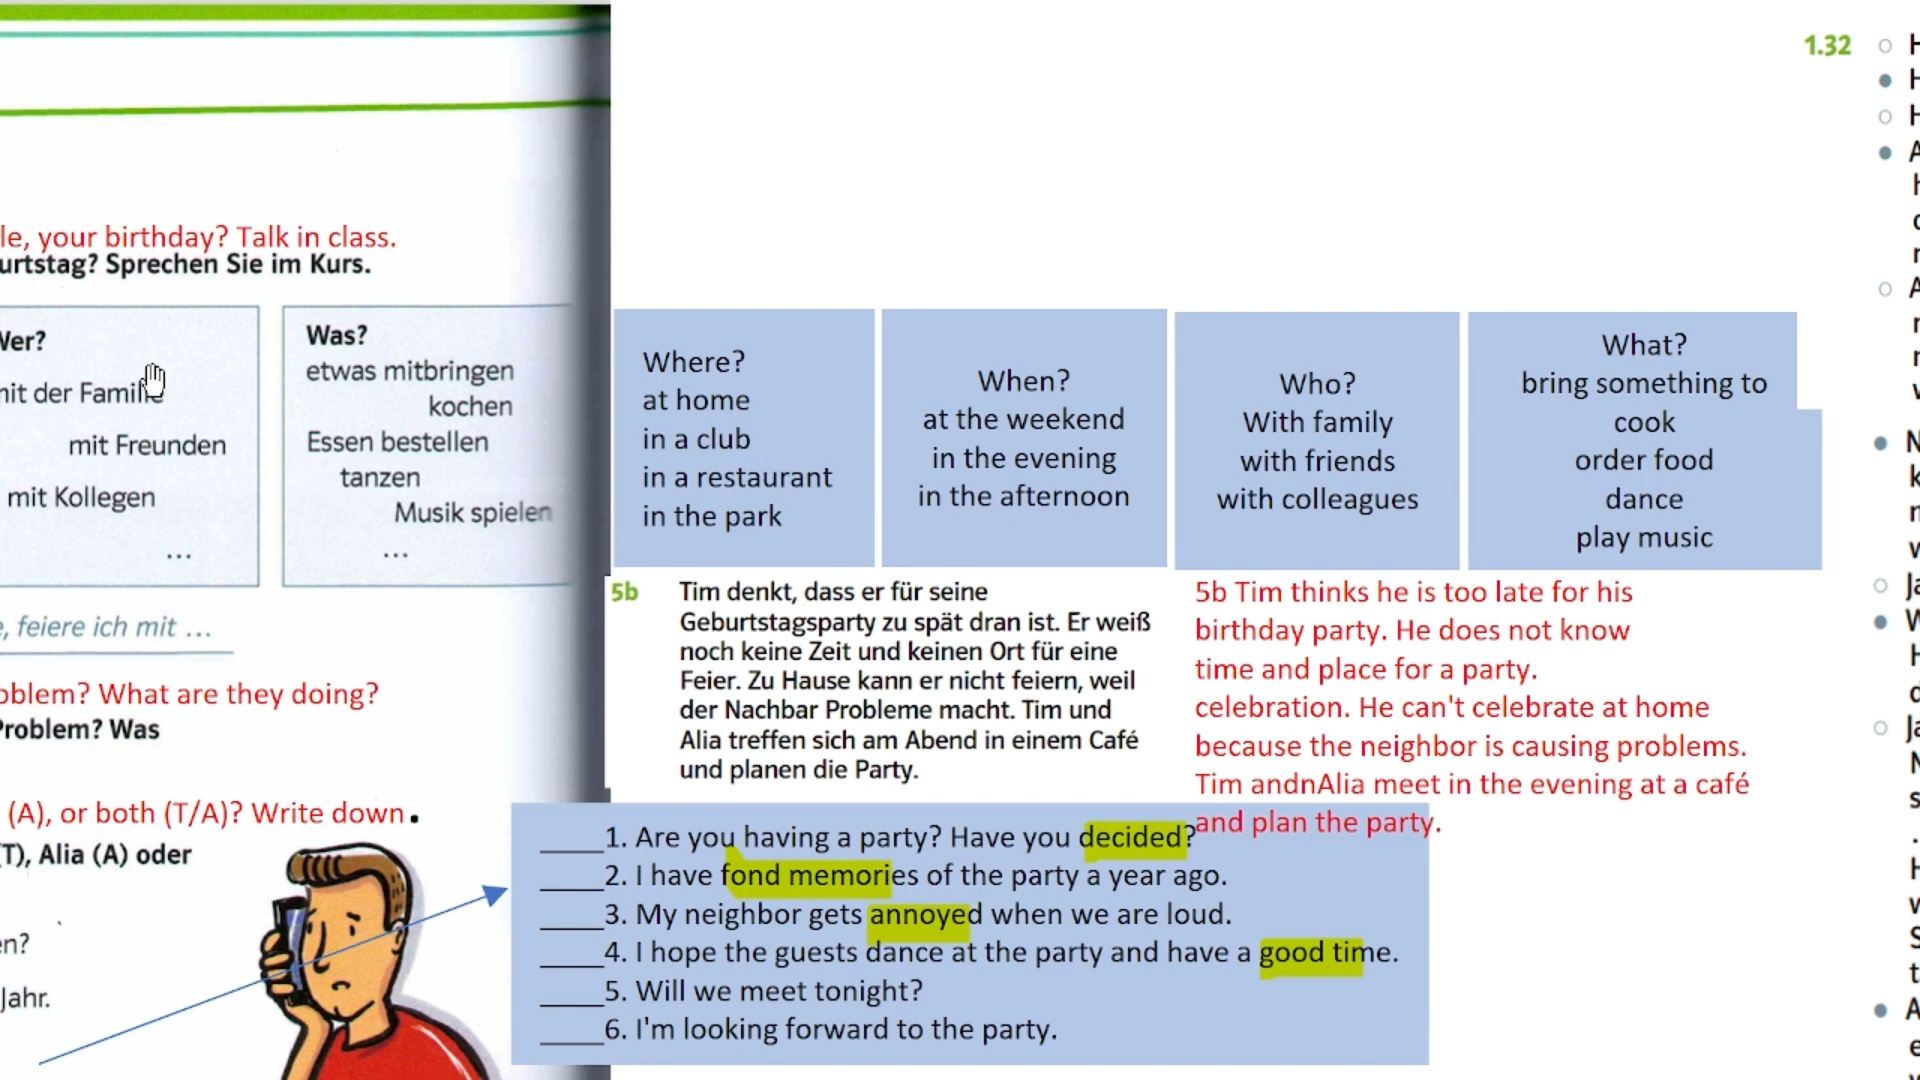 le, your birthday? Talk in class.
urtstag? Sprechen Sie im Kurs.
Wer?
mit der Familie
mit Freunden
mit Kollegen
...
Was?
etwas mitbringen
kochen
Essen bestellen
tanzen
Musik spielen
...
e, feiere ich mit ...
oblem? What are they doing?
Problem? Was
(A), or both (T/A)? Write down.
(T), Alia (A) oder
en?
Jahr.
Where?
at home
in a club
in a restaurant
in the park
When?
at the weekend
in the evening
in the afternoon
Who?
With family
with friends
with colleagues
What?
bring something to
cook
order food
dance
play music
5b Tim denkt, dass er für seine
Geburtstagsparty zu spät dran ist. Er weiß
noch keine Zeit und keinen Ort für eine
Feier. Zu Hause kann er nicht feiern, weil
der Nachbar Probleme macht. Tim und
Alia treffen sich am Abend in einem Café
und planen die Party.
5b Tim thinks he is too late for his
birthday party. He does not know
time and place for a party.
celebration. He can't celebrate at home
because the neighbor is causing problems.
Tim andnAlia meet in the evening at a café
and plan the party.
____1. Are you having a party? Have you decided?
____2. I have fond memories of the party a year ago.
____3. My neighbor gets annoyed when we are loud.
____4. I hope the guests dance at the party and have a good time.
____5. Will we meet tonight?
____6. I'm looking forward to the party.
1.32